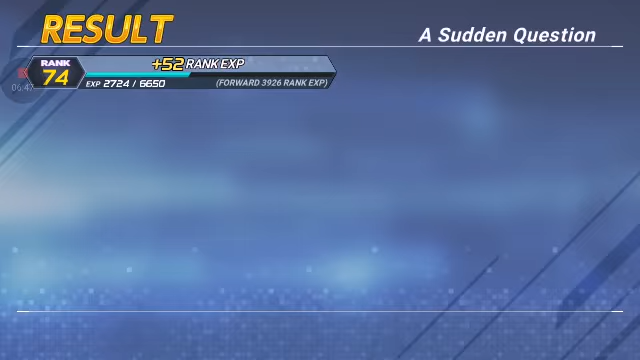 RESULT
A Sudden Question
RANK
74
+52 RANK EXP
EXP 2724 / 6650
(FORWARD 3926 RANK EXP)